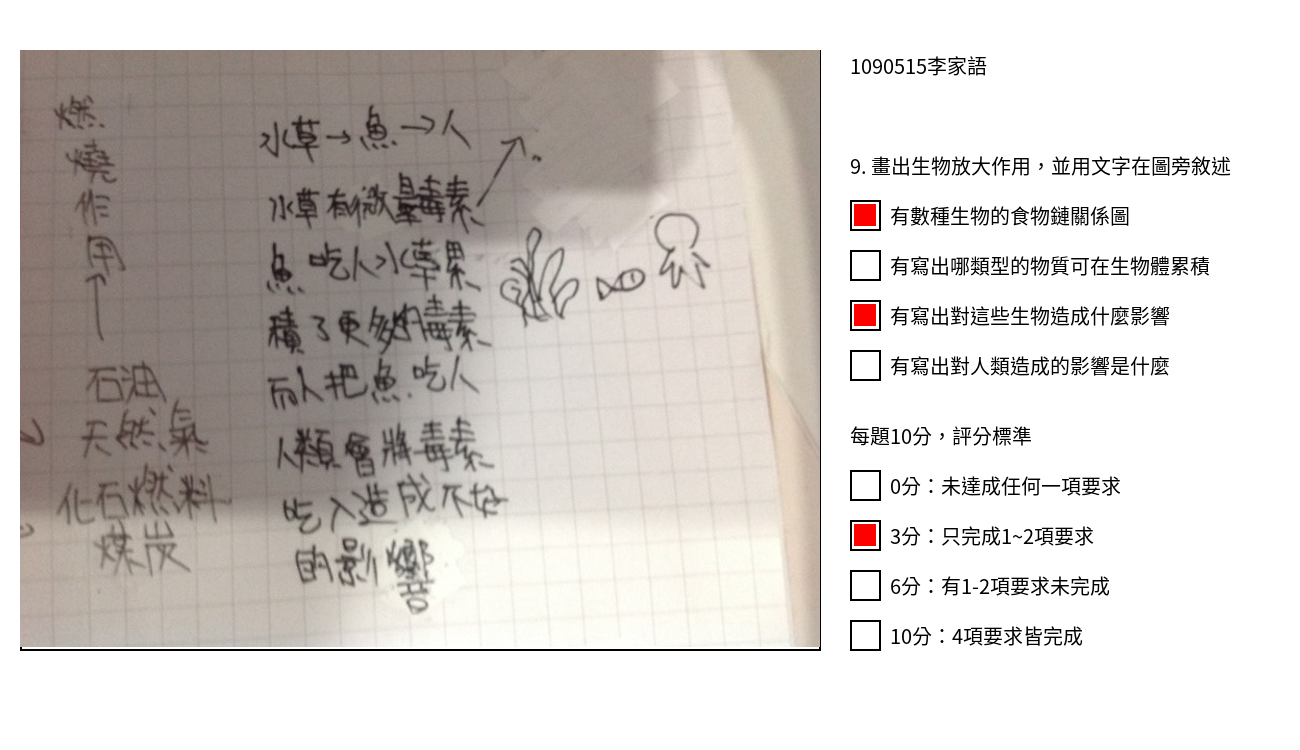 燃
燒
作
用
石油
天然氣
化石燃料
煤炭
水草→魚→人
水草有微量毒素
魚吃入水草累
積了更多的毒素
而人把魚吃入
人類會將毒素
吃入造成不好
的影響
1090515李家語
9. 畫出生物放大作用，並用文字在圖旁敘述
有數種生物的食物鏈關係圖
有寫出哪類型的物質可在生物體累積
有寫出對這些生物造成什麼影響
有寫出對人類造成的影響是什麼
每題10分，評分標準
0分：未達成任何一項要求
3分：只完成1~2項要求
6分：有1-2項要求未完成
10分：4項要求皆完成